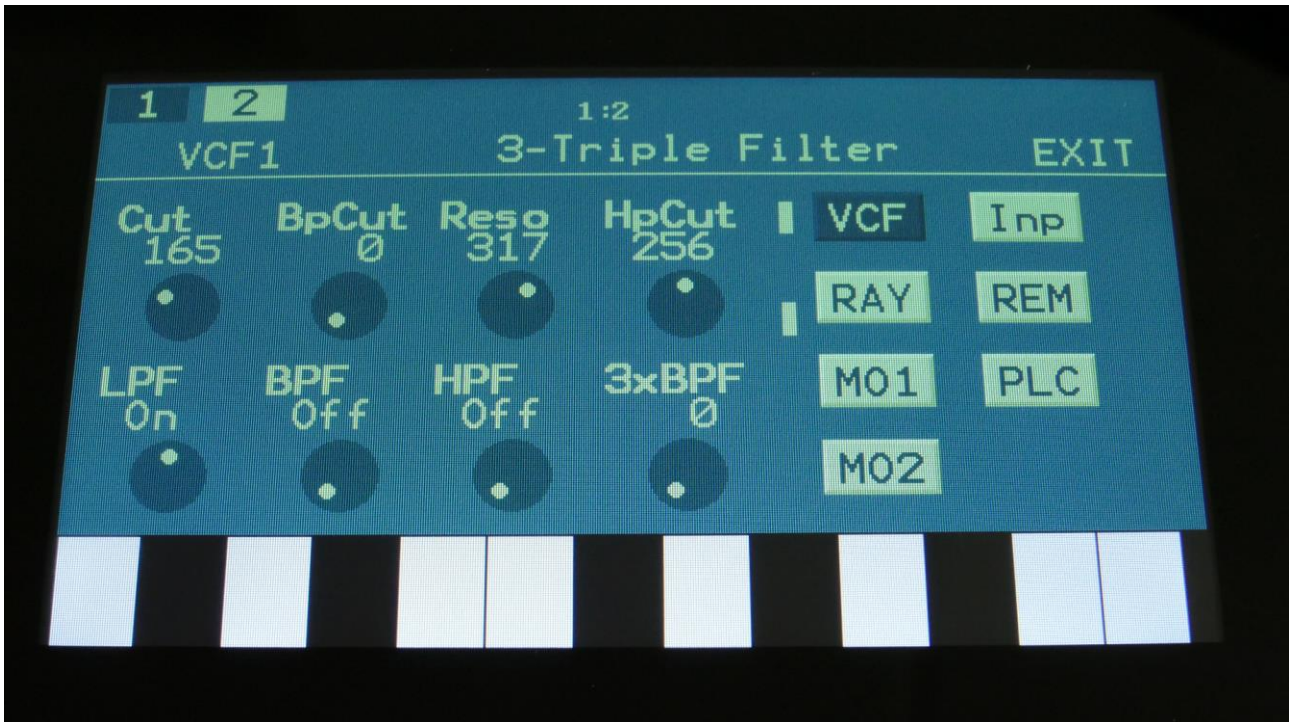 1 2 1:2
VCF1 3-Triple Filter EXIT
Cut BpCut Reso HpCut VCF Inp
165 0 317 256
RAY REM
LPF BPF HPF 3xBPF MO1 PLC
On Off Off 0
MO2